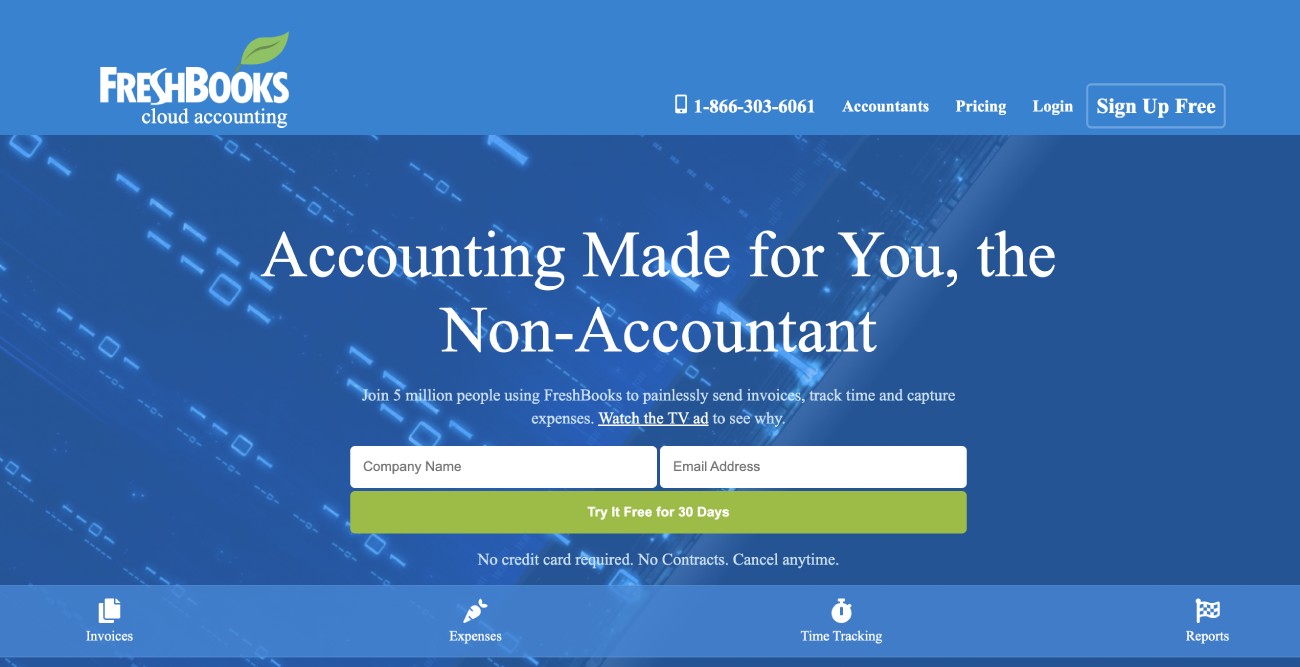 FRESHBOOKS
cloud accounting
1-866-303-6061 Accountants Pricing Login Sign Up Free
Accounting Made for You, the
Non-Accountant
Join 5 million people using FreshBooks to painlessly send invoices, track time and capture
expenses. Watch the TV ad to see why.
Company Name Email Address
Try It Free for 30 Days
No credit card required. No Contracts. Cancel anytime.
Invoices Expenses Time Tracking Reports